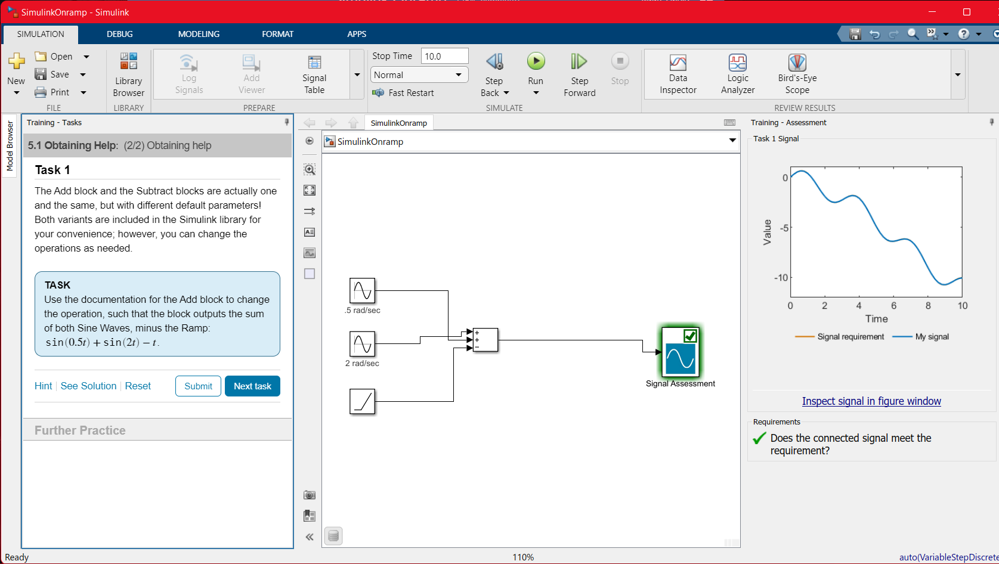 SimulinkOnramp - Simulink
SIMULATION DEBUG MODELING FORMAT APPS
New
Open
Save
Print
FILE
Library
Browser
LIBRARY
Log
Signals
Add
Viewer
Signal
Table
PREPARE
Stop Time 10.0
Normal
Fast Restart
Step
Back
Run
Step
Forward
Stop
SIMULATE
Data
Inspector
Logic
Analyzer
Bird's-Eye
Scope
REVIEW RESULTS
Model Browser
Training - Tasks
5.1 Obtaining Help: (2/2) Obtaining help
Task 1
The Add block and the Subtract blocks are actually one
and the same, but with different default parameters!
Both variants are included in the Simulink library for
your convenience; however, you can change the
operations as needed.
TASK
Use the documentation for the Add block to change
the operation, such that the block outputs the sum
of both Sine Waves, minus the Ramp:
sin(0.5t) + sin(2t) − t.
Hint See Solution Reset Submit Next task
Further Practice
SimulinkOnramp
SimulinkOnramp
.5 rad/sec
2 rad/sec
+
+
−
Signal Assessment
Training - Assessment
Task 1 Signal
0
-5
-10
Value
0 2 4 6 8 10
Time
Signal requirement My signal
Inspect signal in figure window
Requirements
Does the connected signal meet the
requirement?
Ready 110%